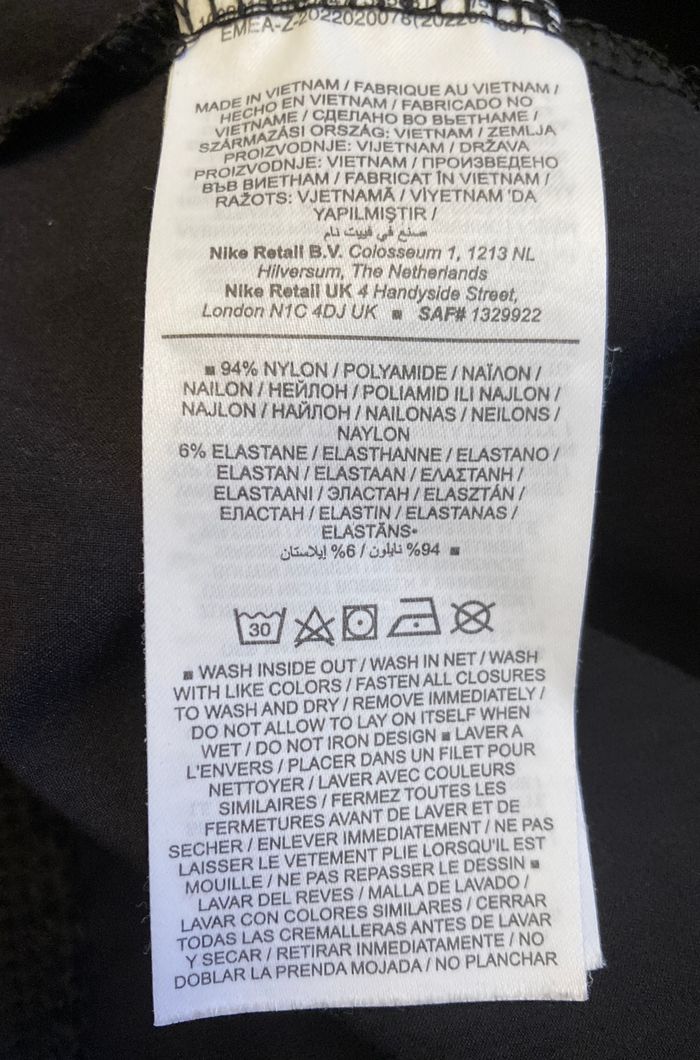 EMEA-Z-2022020078
MADE IN VIETNAM / FABRIQUE AU VIETNAM /
HECHO EN VIETNAM / FABRICADO NO
VIETNAME / СДЕЛАНО ВО ВЬЕТНАМЕ /
SZÁRMAZÁSI ORSZÁG: VIETNAM / ZEMLJA
PROIZVODNJE: VIJETNAM / DRŽAVA
PROIZVODNJE: VIETNAM / ПРОИЗВЕДЕНО
ВЪВ ВИЕТНАМ / FABRICAT ÎN VIETNAM /
RAŽOTS: VJETNAMĀ / VİYETNAM 'DA
YAPILMIŞTIR /
صنع في فييت نام
Nike Retail B.V. Colosseum 1, 1213 NL
Hilversum, The Netherlands
Nike Retail UK 4 Handyside Street,
London N1C 4DJ UK ■ SAF# 1329922
■ 94% NYLON / POLYAMIDE / ΝΑΪΛΟΝ /
NAILON / НЕЙЛОН / POLIAMID ILI NAJLON /
NAJLON / НАЙЛОН / NAILONAS / NEILONS /
NAYLON
6% ELASTANE / ELASTHANNE / ELASTANO /
ELASTAN / ELASTAAN / ΕΛΑΣΤΑΝΗ /
ELASTAANI / ЭЛАСТАН / ELASZTÁN /
ЕЛАСТАН / ELASTIN / ELASTANAS /
ELASTĀNS•
94% نايلون / 6% إيلاستان ■
30
■ WASH INSIDE OUT / WASH IN NET / WASH
WITH LIKE COLORS / FASTEN ALL CLOSURES
TO WASH AND DRY / REMOVE IMMEDIATELY /
DO NOT ALLOW TO LAY ON ITSELF WHEN
WET / DO NOT IRON DESIGN ■ LAVER A
L'ENVERS / PLACER DANS UN FILET POUR
NETTOYER / LAVER AVEC COULEURS
SIMILAIRES / FERMEZ TOUTES LES
FERMETURES AVANT DE LAVER ET DE
SECHER / ENLEVER IMMEDIATEMENT / NE PAS
LAISSER LE VETEMENT PLIE LORSQU'IL EST
MOUILLE / NE PAS REPASSER LE DESSIN ■
LAVAR DEL REVES / MALLA DE LAVADO /
LAVAR CON COLORES SIMILARES / CERRAR
TODAS LAS CREMALLERAS ANTES DE LAVAR
Y SECAR / RETIRAR INMEDIATAMENTE / NO
DOBLAR LA PRENDA MOJADA / NO PLANCHAR